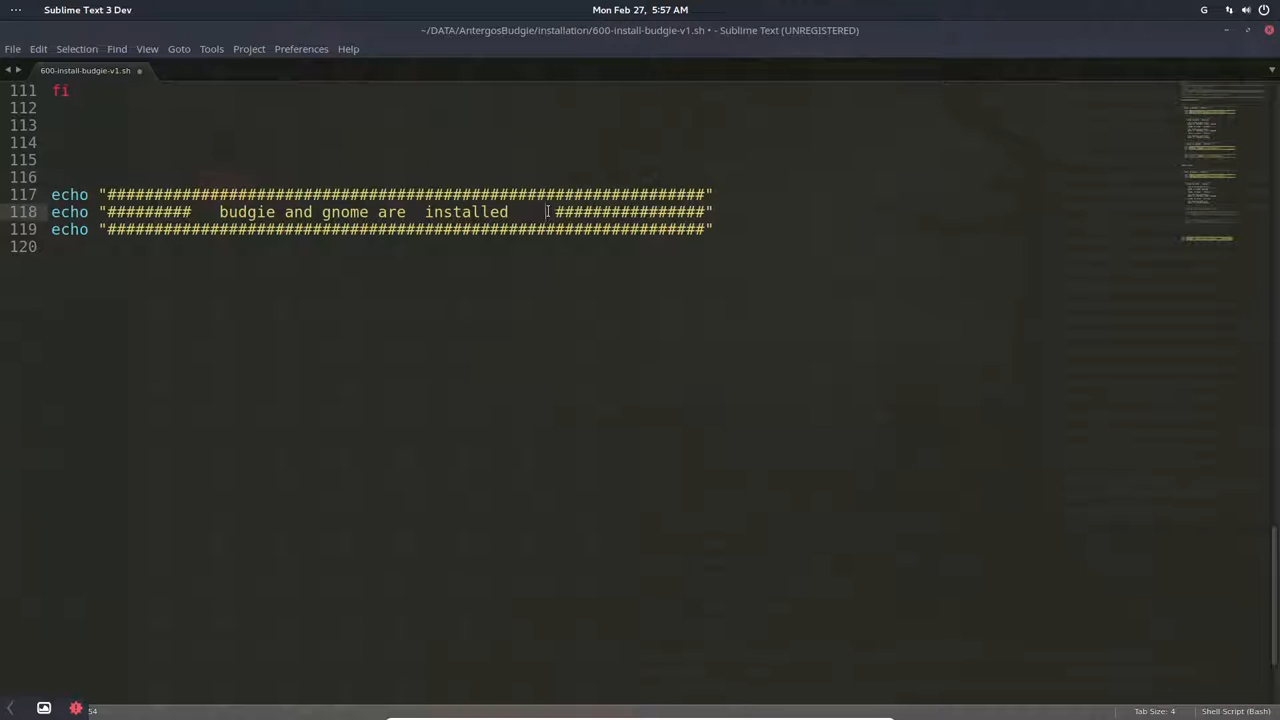 ··· Sublime Text 3 Dev Mon Feb 27, 5:57 AM G
~/DATA/AntergosBudgie/installation/600-install-budgie-v1.sh • - Sublime Text (UNREGISTERED)
File Edit Selection Find View Goto Tools Project Preferences Help
600-install-budgie-v1.sh
111 fi
112
113
114
115
116
117 echo "################################################################"
118 echo "#########   budgie and gnome are  installed     ################"
119 echo "################################################################"
120
54 Tab Size: 4 Shell Script (Bash)